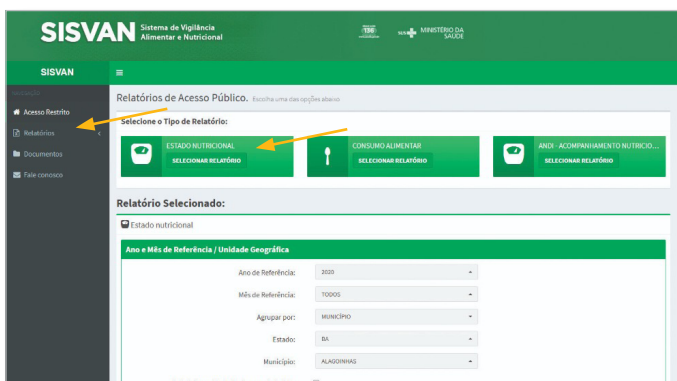 SISVAN Sistema de Vigilância
Alimentar e Nutricional
136
SUS MINISTÉRIO DA
SAÚDE
SISVAN
Acesso Restrito
Relatórios
Documentos
Fale conosco
Relatórios de Acesso Público. Escolha uma das opções abaixo
Selecione o Tipo de Relatório:
ESTADO NUTRICIONAL
SELECIONAR RELATÓRIO
CONSUMO ALIMENTAR
SELECIONAR RELATÓRIO
ANDI - ACOMPANHAMENTO NUTRICIO...
SELECIONAR RELATÓRIO
Relatório Selecionado:
Estado nutricional
Ano e Mês de Referência / Unidade Geográfica
Ano de Referência: 2020
Mês de Referência: TODOS
Agrupar por: MUNICÍPIO
Estado: BA
Município: ALAGOINHAS